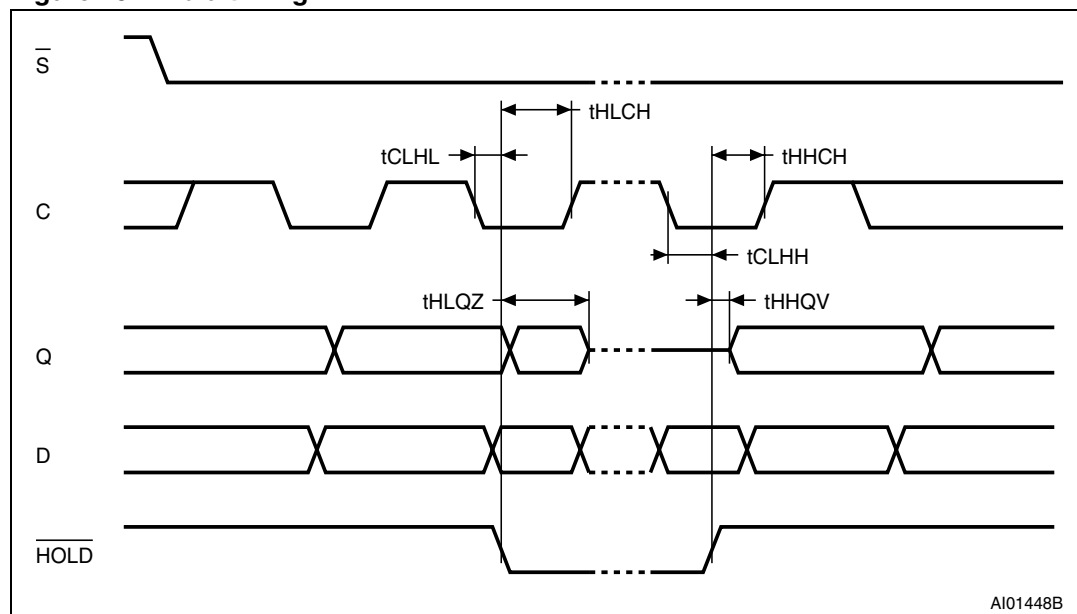 S
tHLCH
tCLHL
tHHCH
C
tCLHH
tHLQZ
tHHQV
Q
D
HOLD
AI01448B